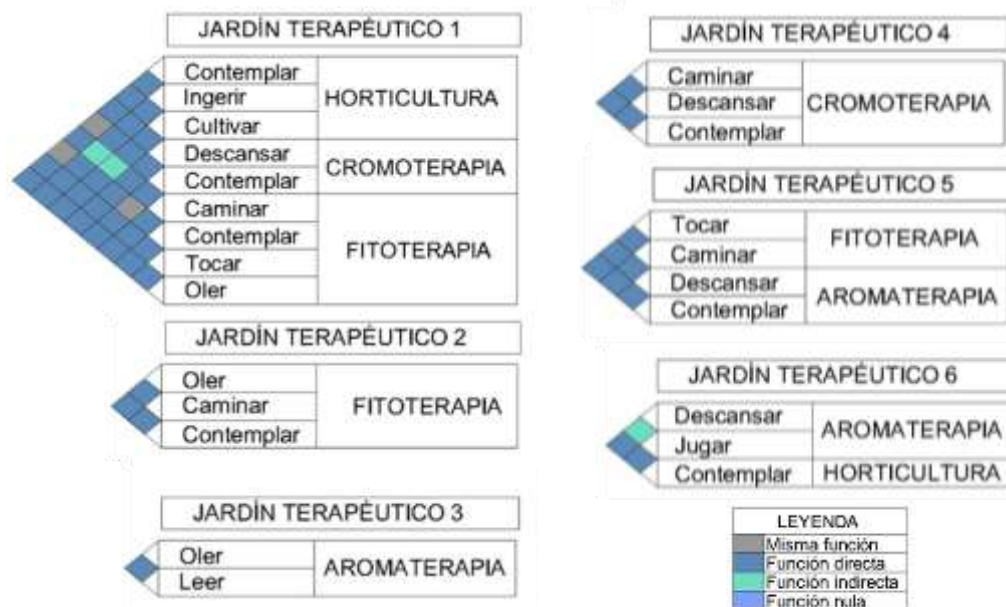 JARDÍN TERAPÉUTICO 1
Contemplar
Ingerir
Cultivar
HORTICULTURA
Descansar
Contemplar
CROMOTERAPIA
Caminar
Contemplar
Tocar
Oler
FITOTERAPIA
JARDÍN TERAPÉUTICO 2
Oler
Caminar
Contemplar
FITOTERAPIA
JARDÍN TERAPÉUTICO 3
Oler
Leer
AROMATERAPIA
JARDÍN TERAPÉUTICO 4
Caminar
Descansar
Contemplar
CROMOTERAPIA
JARDÍN TERAPÉUTICO 5
Tocar
Caminar
FITOTERAPIA
Descansar
Contemplar
AROMATERAPIA
JARDÍN TERAPÉUTICO 6
Descansar
Jugar
AROMATERAPIA
Contemplar
HORTICULTURA
LEYENDA
Misma función
Función directa
Función indirecta
Función nula